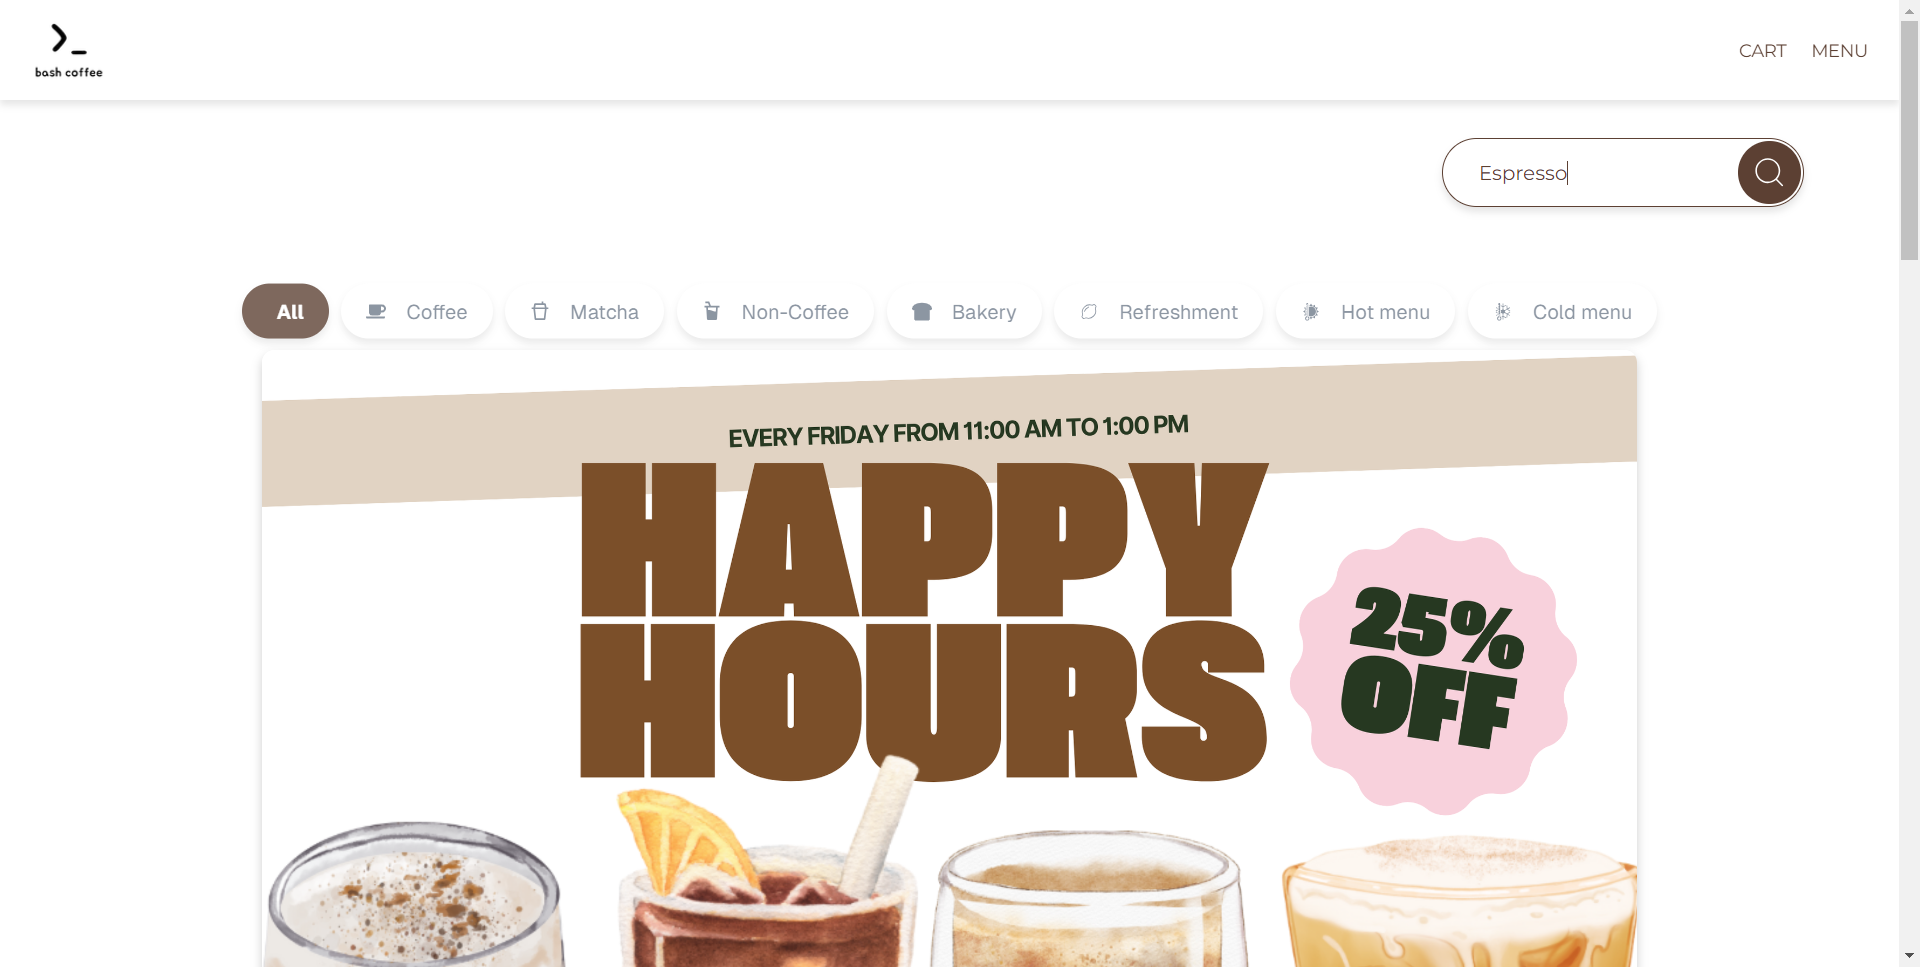 bash coffee
CART MENU
Espresso
All Coffee Matcha Non-Coffee Bakery Refreshment Hot menu Cold menu
EVERY FRIDAY FROM 11:00 AM TO 1:00 PM
HAPPY
HOURS
25%
OFF